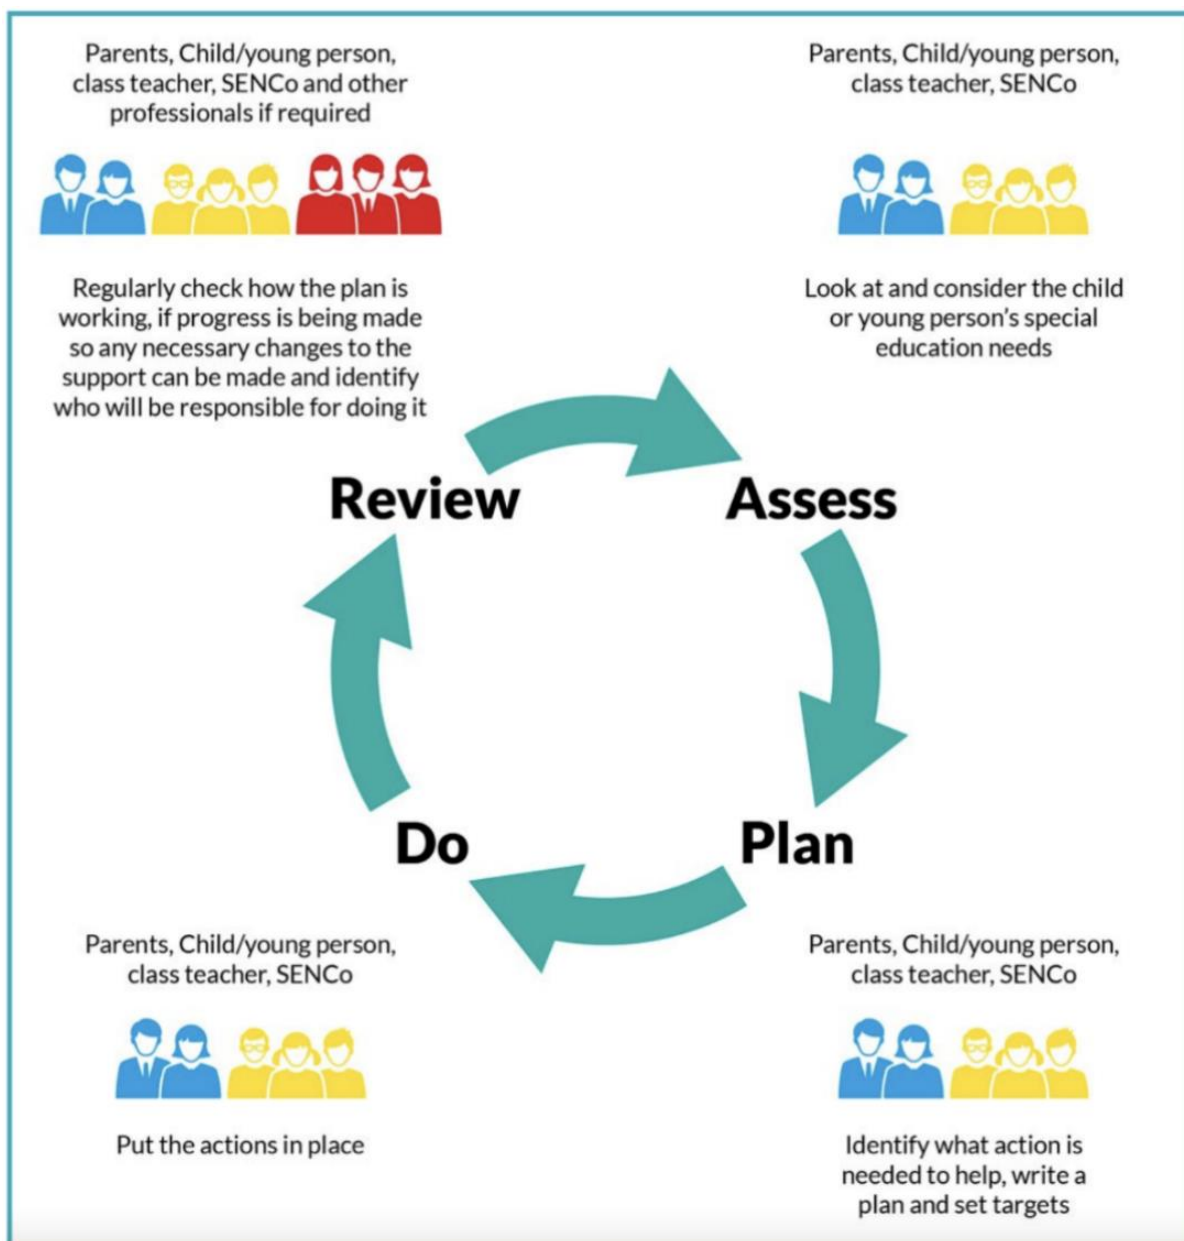 Parents, Child/young person,
class teacher, SENCo and other
professionals if required
Regularly check how the plan is
working, if progress is being made
so any necessary changes to the
support can be made and identify
who will be responsible for doing it
Parents, Child/young person,
class teacher, SENCo
Look at and consider the child
or young person's special
education needs
Review
Assess
Do
Plan
Parents, Child/young person,
class teacher, SENCo
Put the actions in place
Parents, Child/young person,
class teacher, SENCo
Identify what action is
needed to help, write a
plan and set targets